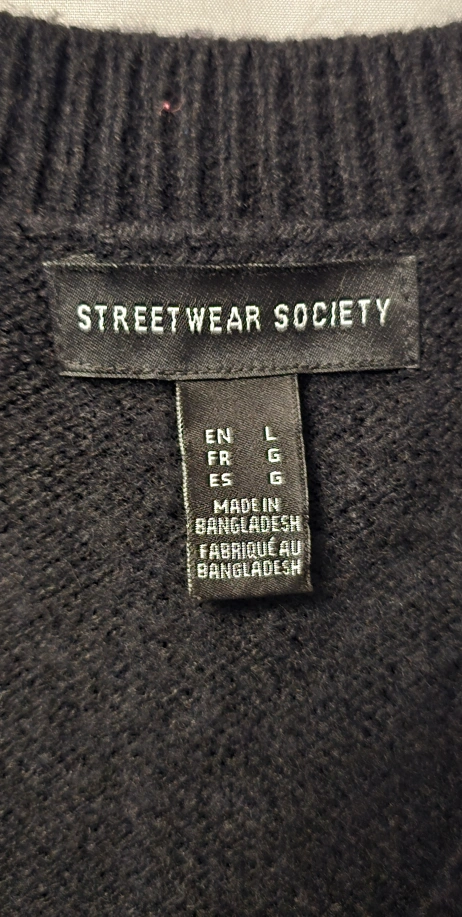 STREETWEAR SOCIETY
EN L
FR G
ES G
MADE IN
BANGLADESH
FABRIQUÉ AU
BANGLADESH